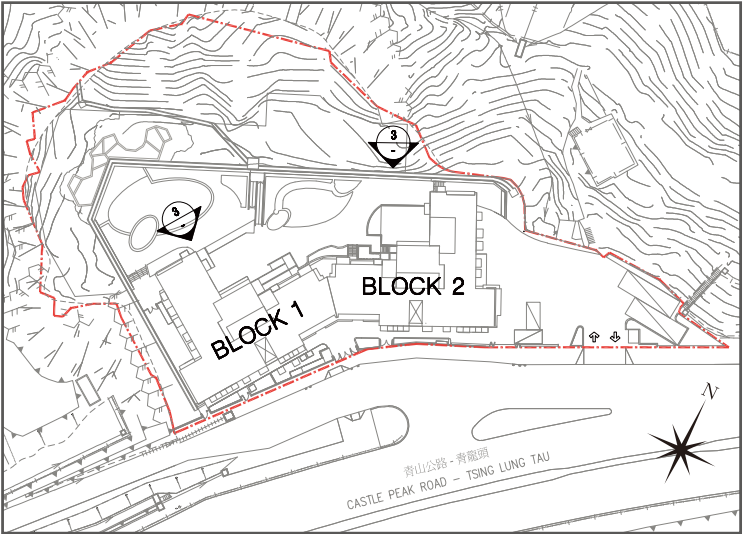 3
-
3
-
BLOCK 2
BLOCK 1
N
青山公路 - 青龍頭
CASTLE PEAK ROAD - TSING LUNG TAU